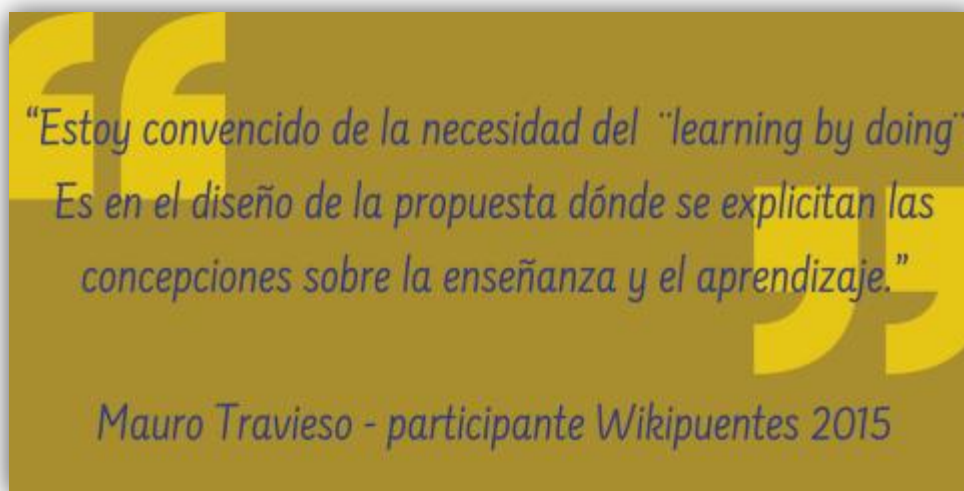 “Estoy convencido de la necesidad del ¨learning by doing¨
Es en el diseño de la propuesta dónde se explicitan las
concepciones sobre la enseñanza y el aprendizaje.”
Mauro Travieso - participante Wikipuentes 2015